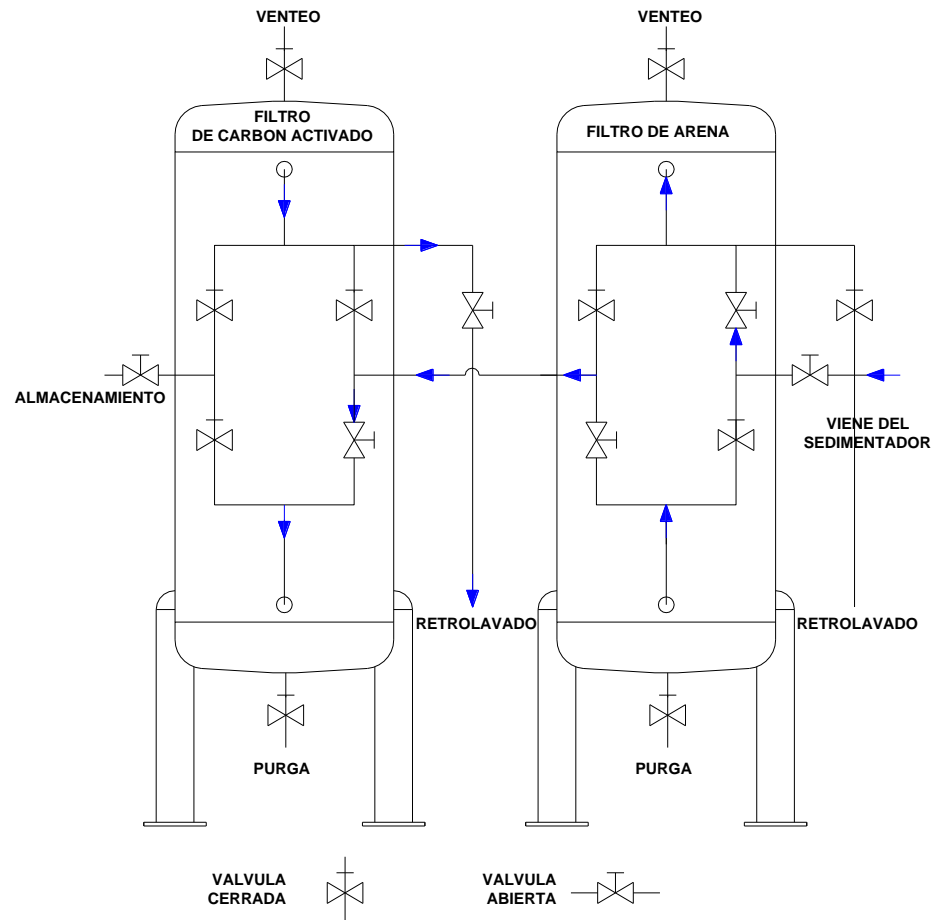 VENTEO
VENTEO
FILTRO
DE CARBON ACTIVADO
FILTRO DE ARENA
ALMACENAMIENTO
VIENE DEL
SEDIMENTADOR
RETROLAVADO
RETROLAVADO
PURGA
PURGA
VALVULA
CERRADA
VALVULA
ABIERTA